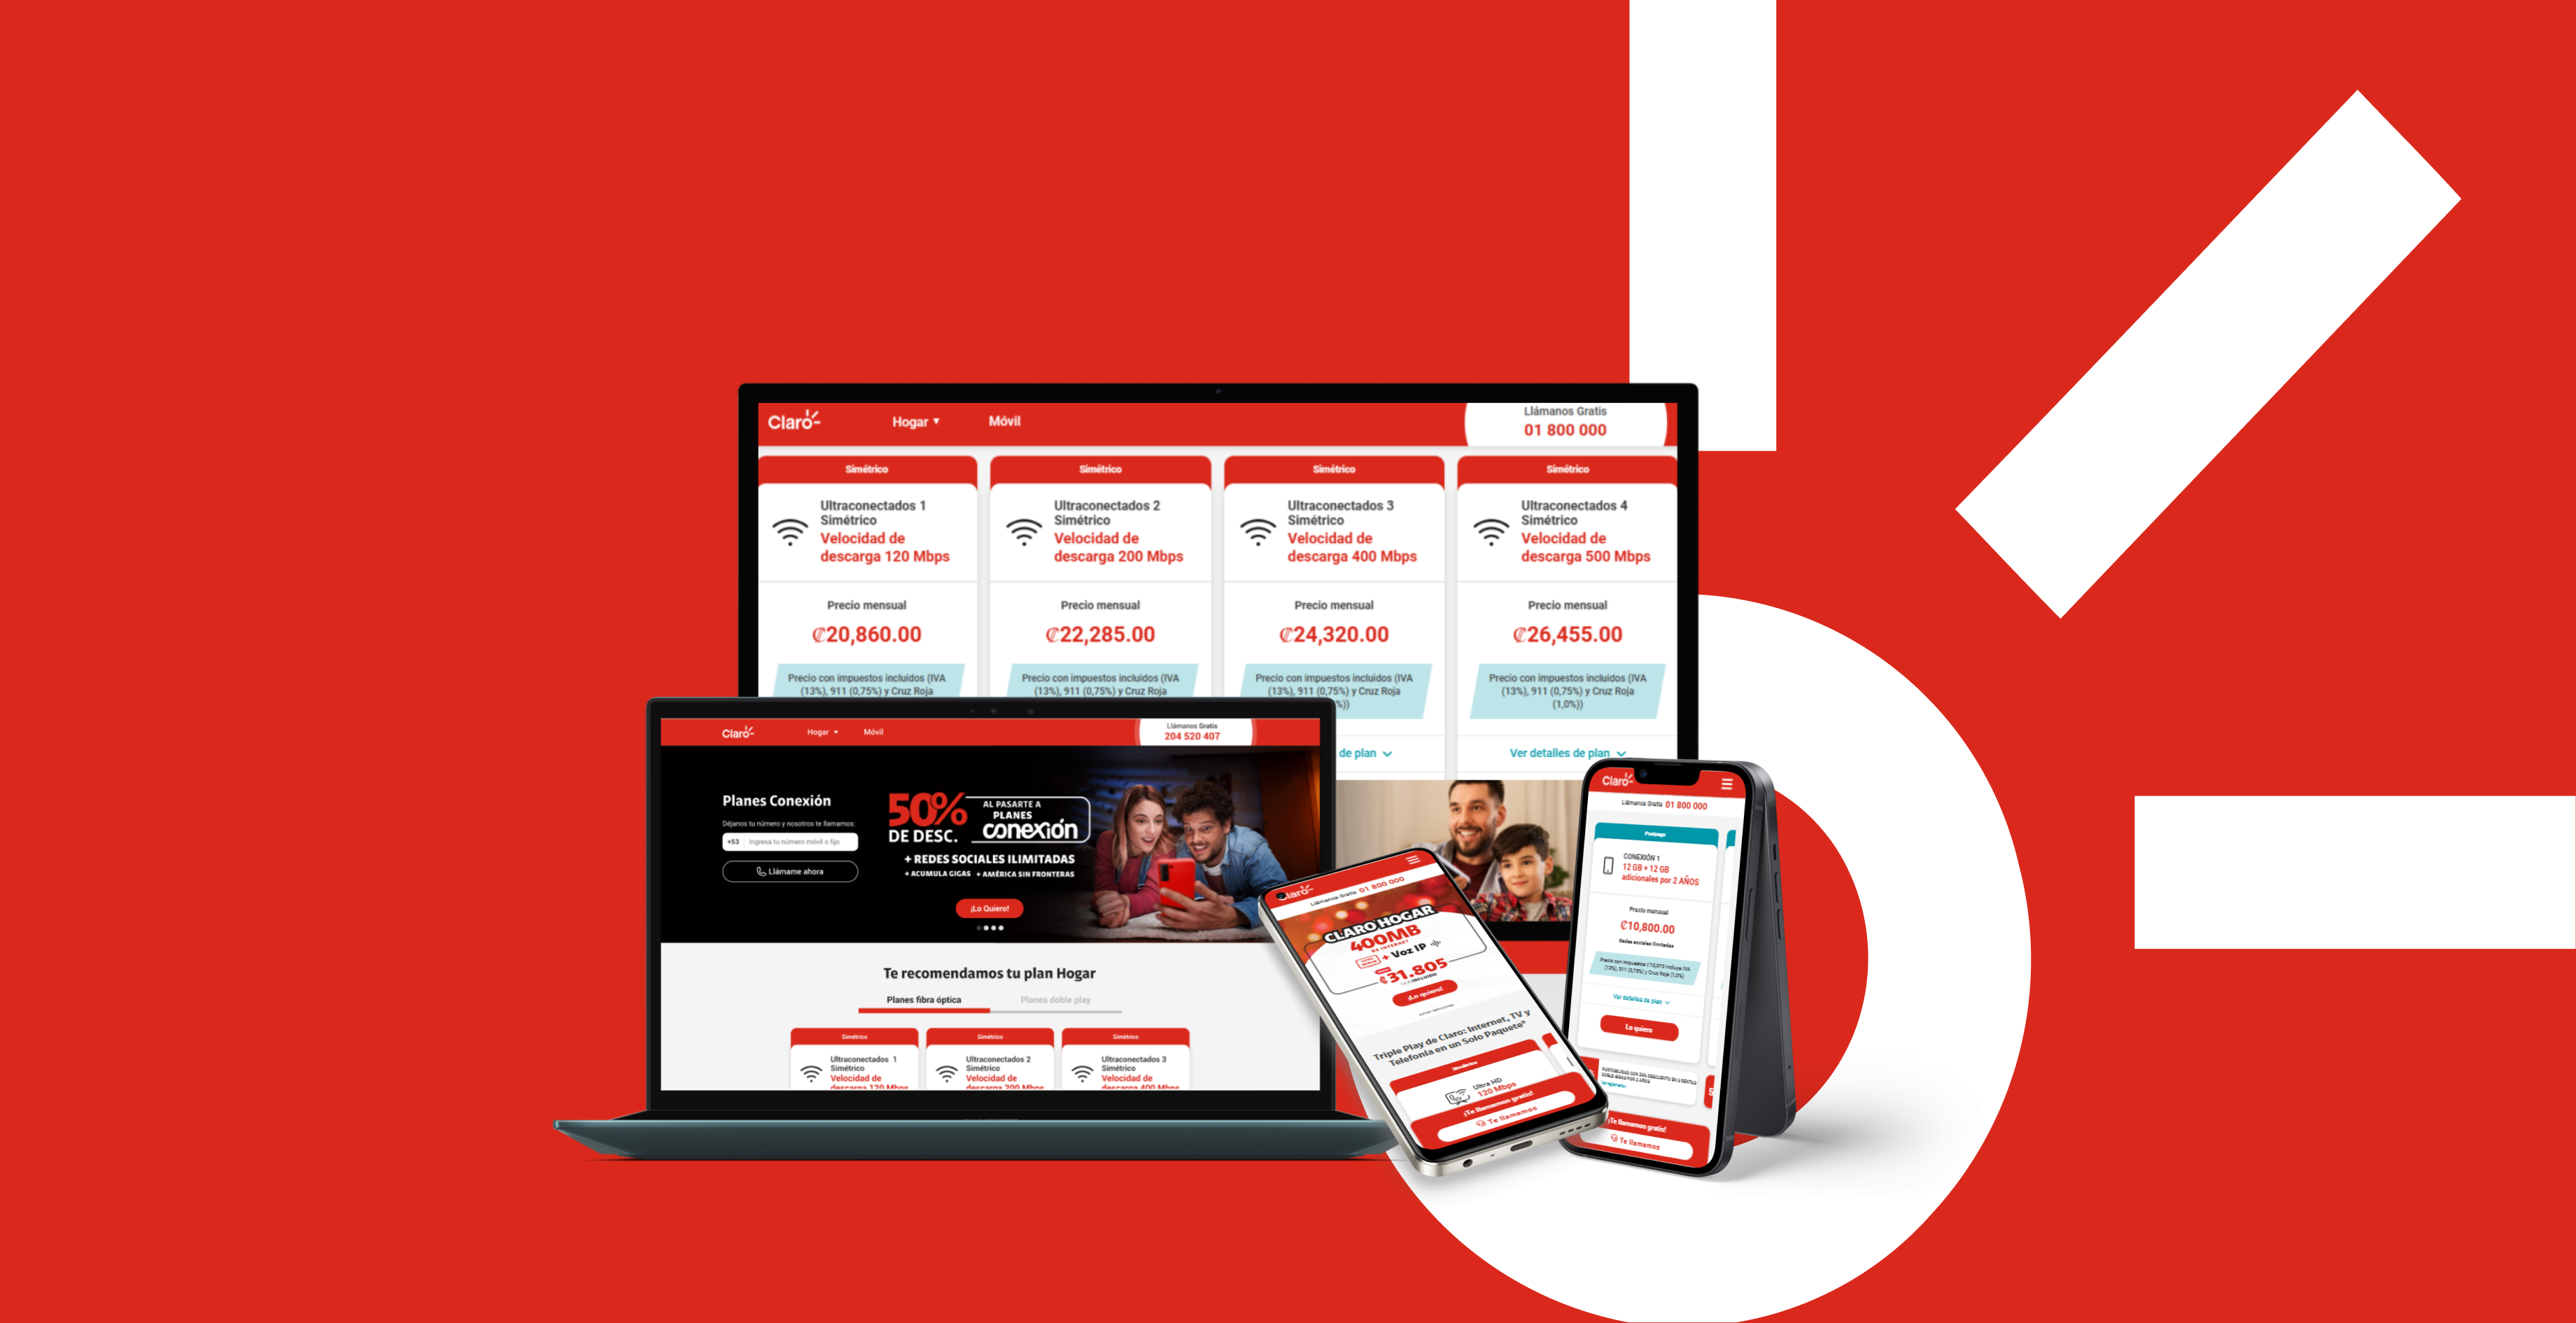 Claro
Hogar ▾
Móvil
Llámanos Gratis
01 800 000
Simétrico
Ultraconectados 1
Simétrico
Velocidad de
descarga 120 Mbps
Precio mensual
₡20,860.00
Precio con impuestos incluidos (IVA
(13%), 911 (0,75%) y Cruz Roja
Simétrico
Ultraconectados 2
Simétrico
Velocidad de
descarga 200 Mbps
Precio mensual
₡22,285.00
Precio con impuestos incluidos (IVA
(13%), 911 (0,75%) y Cruz Roja
Simétrico
Ultraconectados 3
Simétrico
Velocidad de
descarga 400 Mbps
Precio mensual
₡24,320.00
Precio con impuestos incluidos (IVA
(13%), 911 (0,75%) y Cruz Roja
%))
de plan
Simétrico
Ultraconectados 4
Simétrico
Velocidad de
descarga 500 Mbps
Precio mensual
₡26,455.00
Precio con impuestos incluidos (IVA
(13%), 911 (0,75%) y Cruz Roja
(1,0%))
Ver detalles de plan
Claro
Hogar
Móvil
Llámanos Gratis
204 520 407
Planes Conexión
Déjanos tu número y nosotros te llamamos:
+53 Ingresa tu número móvil o fijo
Llámame ahora
50%
DE DESC.
AL PASARTE A
PLANES
conexión
+ REDES SOCIALES ILIMITADAS
+ ACUMULA GIGAS + AMÉRICA SIN FRONTERAS
¡Lo Quiero!
Te recomendamos tu plan Hogar
Planes fibra óptica
Planes doble play
Simétrico
Ultraconectados 1
Simétrico
Velocidad de
descarga 120 Mbps
Simétrico
Ultraconectados 2
Simétrico
Velocidad de
descarga 200 Mbps
Simétrico
Ultraconectados 3
Simétrico
Velocidad de
descarga 400 Mbps
Claro
Llámanos Gratis 01 800 000
CLARO HOGAR
400MB
DE INTERNET
+ Voz IP
₡31.805
¡Lo quiero!
Triple Play de Claro: Internet, TV y
Telefonía en un Solo Paquete*
Simétrico
Ultra HD
120 Mbps
¡Te llamamos gratis!
Te llamamos
Claro
Llámanos Gratis 01 800 000
Postpago
CONEXIÓN 1
12 GB + 12 GB
adicionales por 2 AÑOS
Precio mensual
₡10,800.00
Redes sociales ilimitadas
(13%), 911 (0,75%) y Cruz Roja (1,0%)
Ver detalles de plan
Lo quiero
¡Te llamamos gratis!
Te llamamos